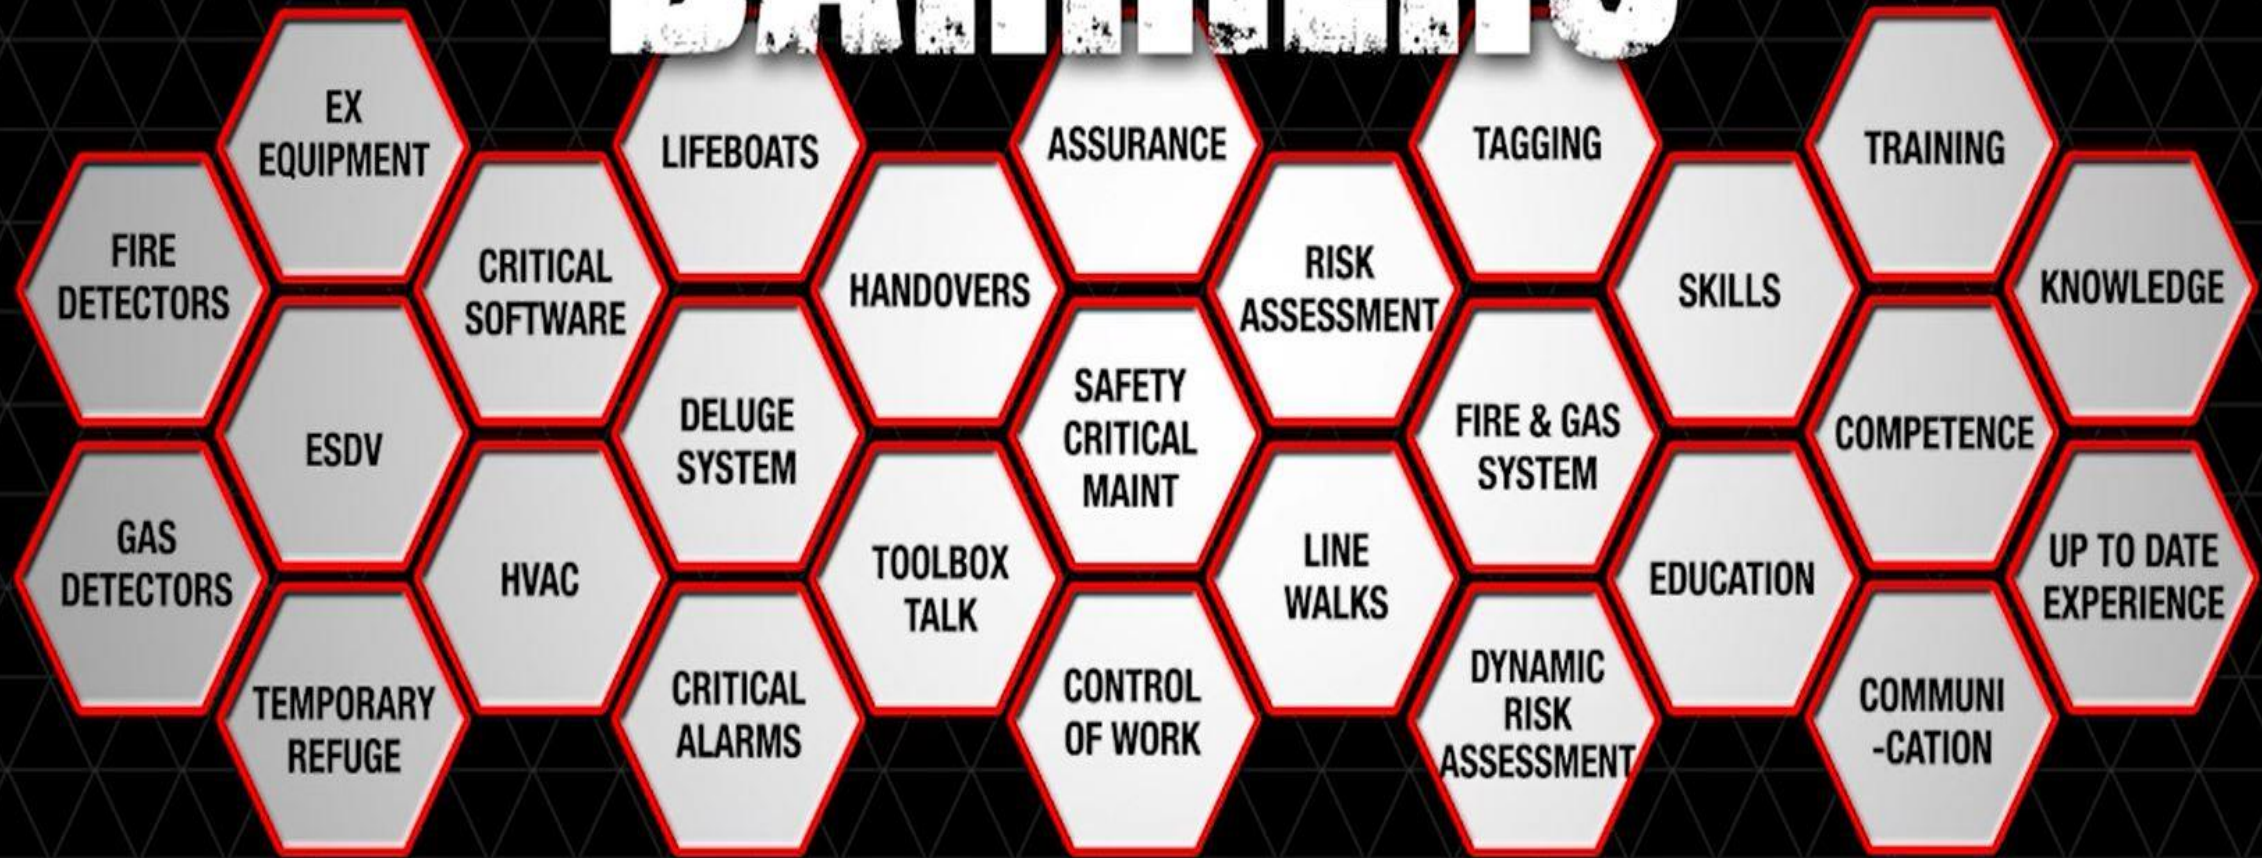 BARRIERS
EX
EQUIPMENT
LIFEBOATS
ASSURANCE
TAGGING
TRAINING
FIRE
DETECTORS
CRITICAL
SOFTWARE
HANDOVERS
RISK
ASSESSMENT
SKILLS
KNOWLEDGE
ESDV
DELUGE
SYSTEM
SAFETY
CRITICAL
MAINT
FIRE & GAS
SYSTEM
COMPETENCE
GAS
DETECTORS
HVAC
TOOLBOX
TALK
LINE
WALKS
EDUCATION
UP TO DATE
EXPERIENCE
TEMPORARY
REFUGE
CRITICAL
ALARMS
CONTROL
OF WORK
DYNAMIC
RISK
ASSESSMENT
COMMUNI
-CATION